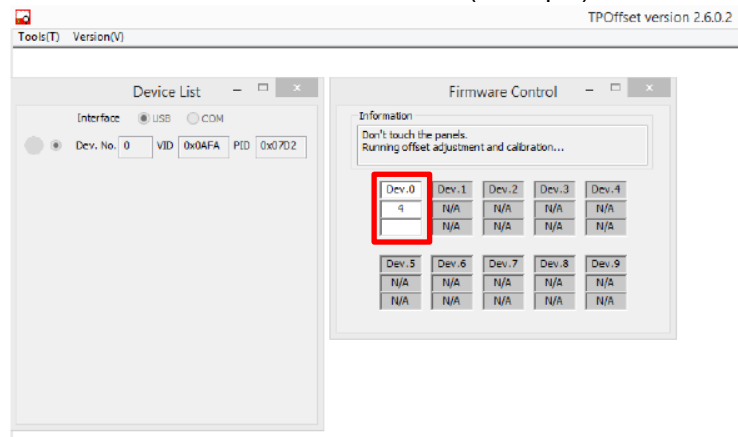 TPOffset version 2.6.0.2
Tools(T) Version(V)
Device List
Interface USB COM
Dev. No. 0 VID 0x0AFA PID 0x07D2
Firmware Control
Information
Don't touch the panels.
Running offset adjustment and calibration...
Dev.0 Dev.1 Dev.2 Dev.3 Dev.4
4 N/A N/A N/A N/A
N/A N/A N/A N/A
Dev.5 Dev.6 Dev.7 Dev.8 Dev.9
N/A N/A N/A N/A N/A
N/A N/A N/A N/A N/A